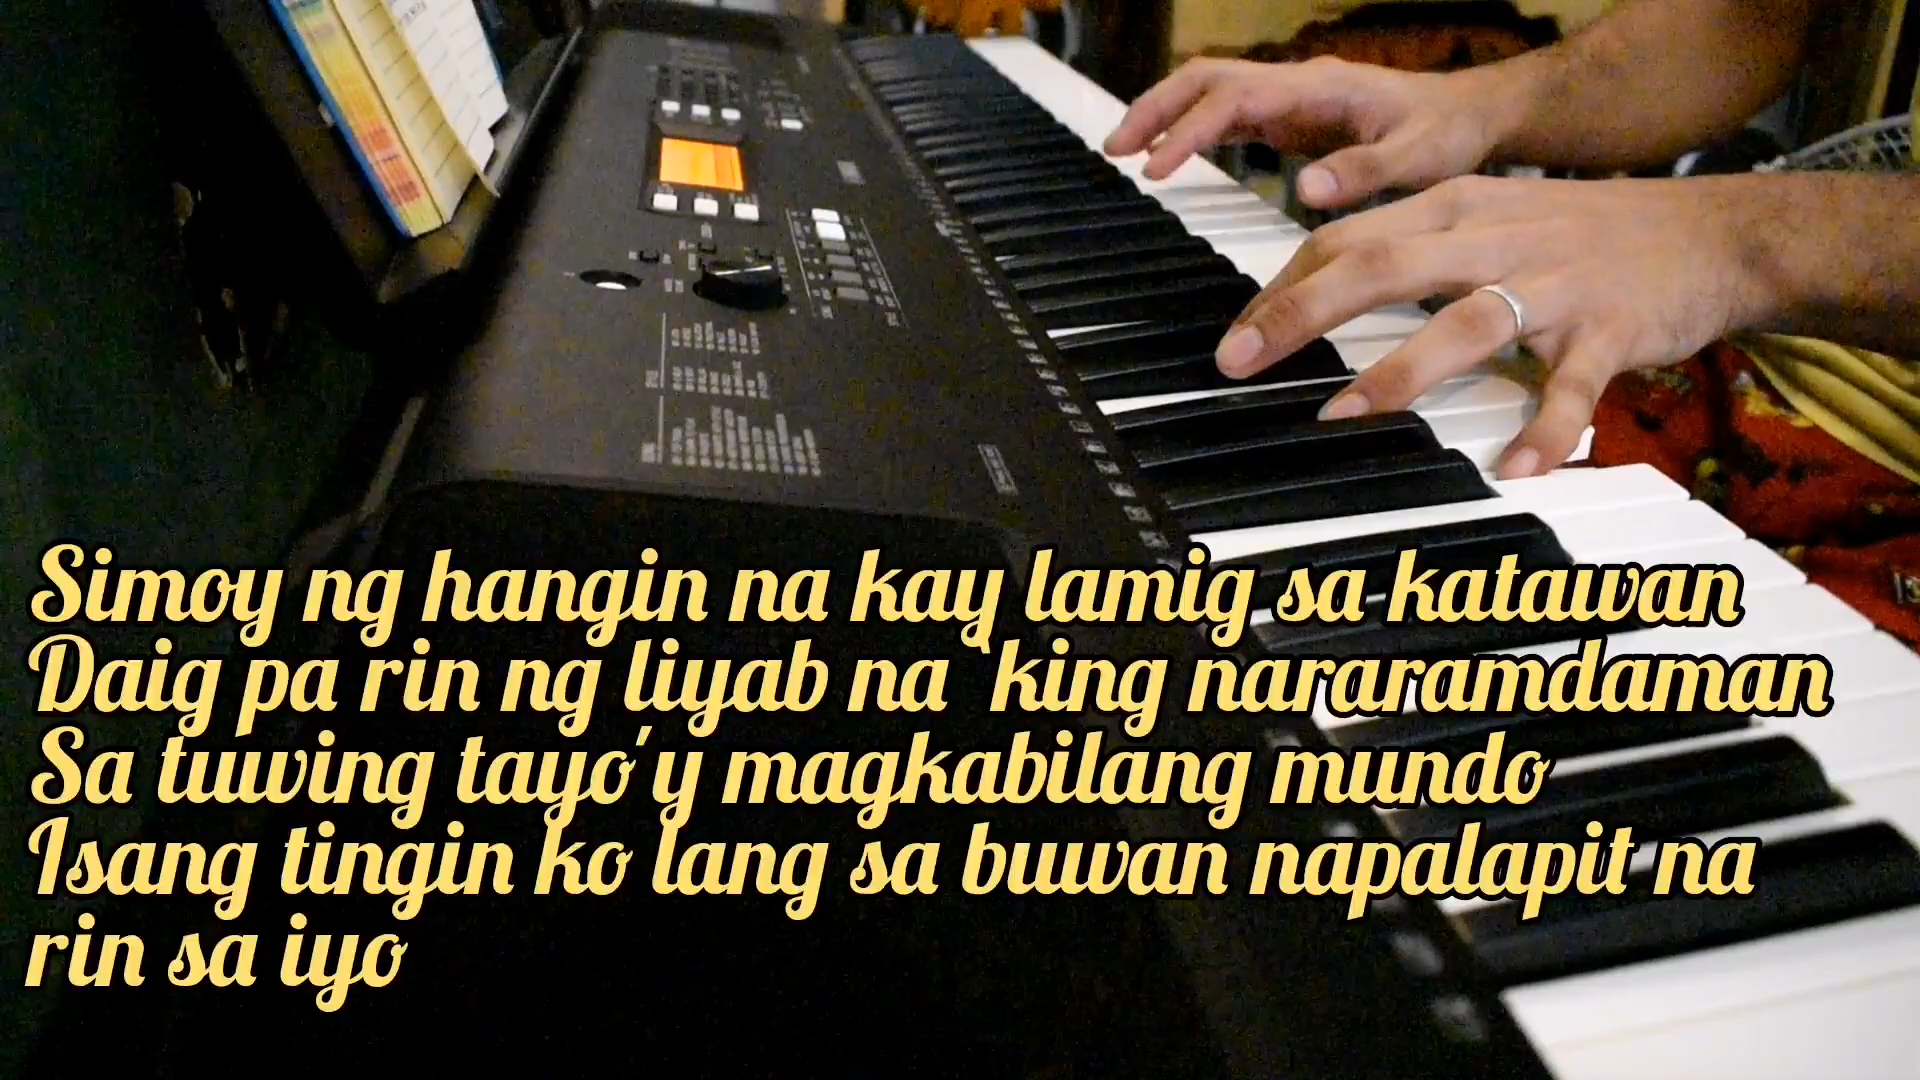 Simoy ng hangin na kay lamig sa katawan
Daig pa rin ng liyab na ‘king nararamdaman
Sa tuwing tayo'y magkabilang mundo
Isang tingin ko lang sa buwan napalapit na
rin sa iyo